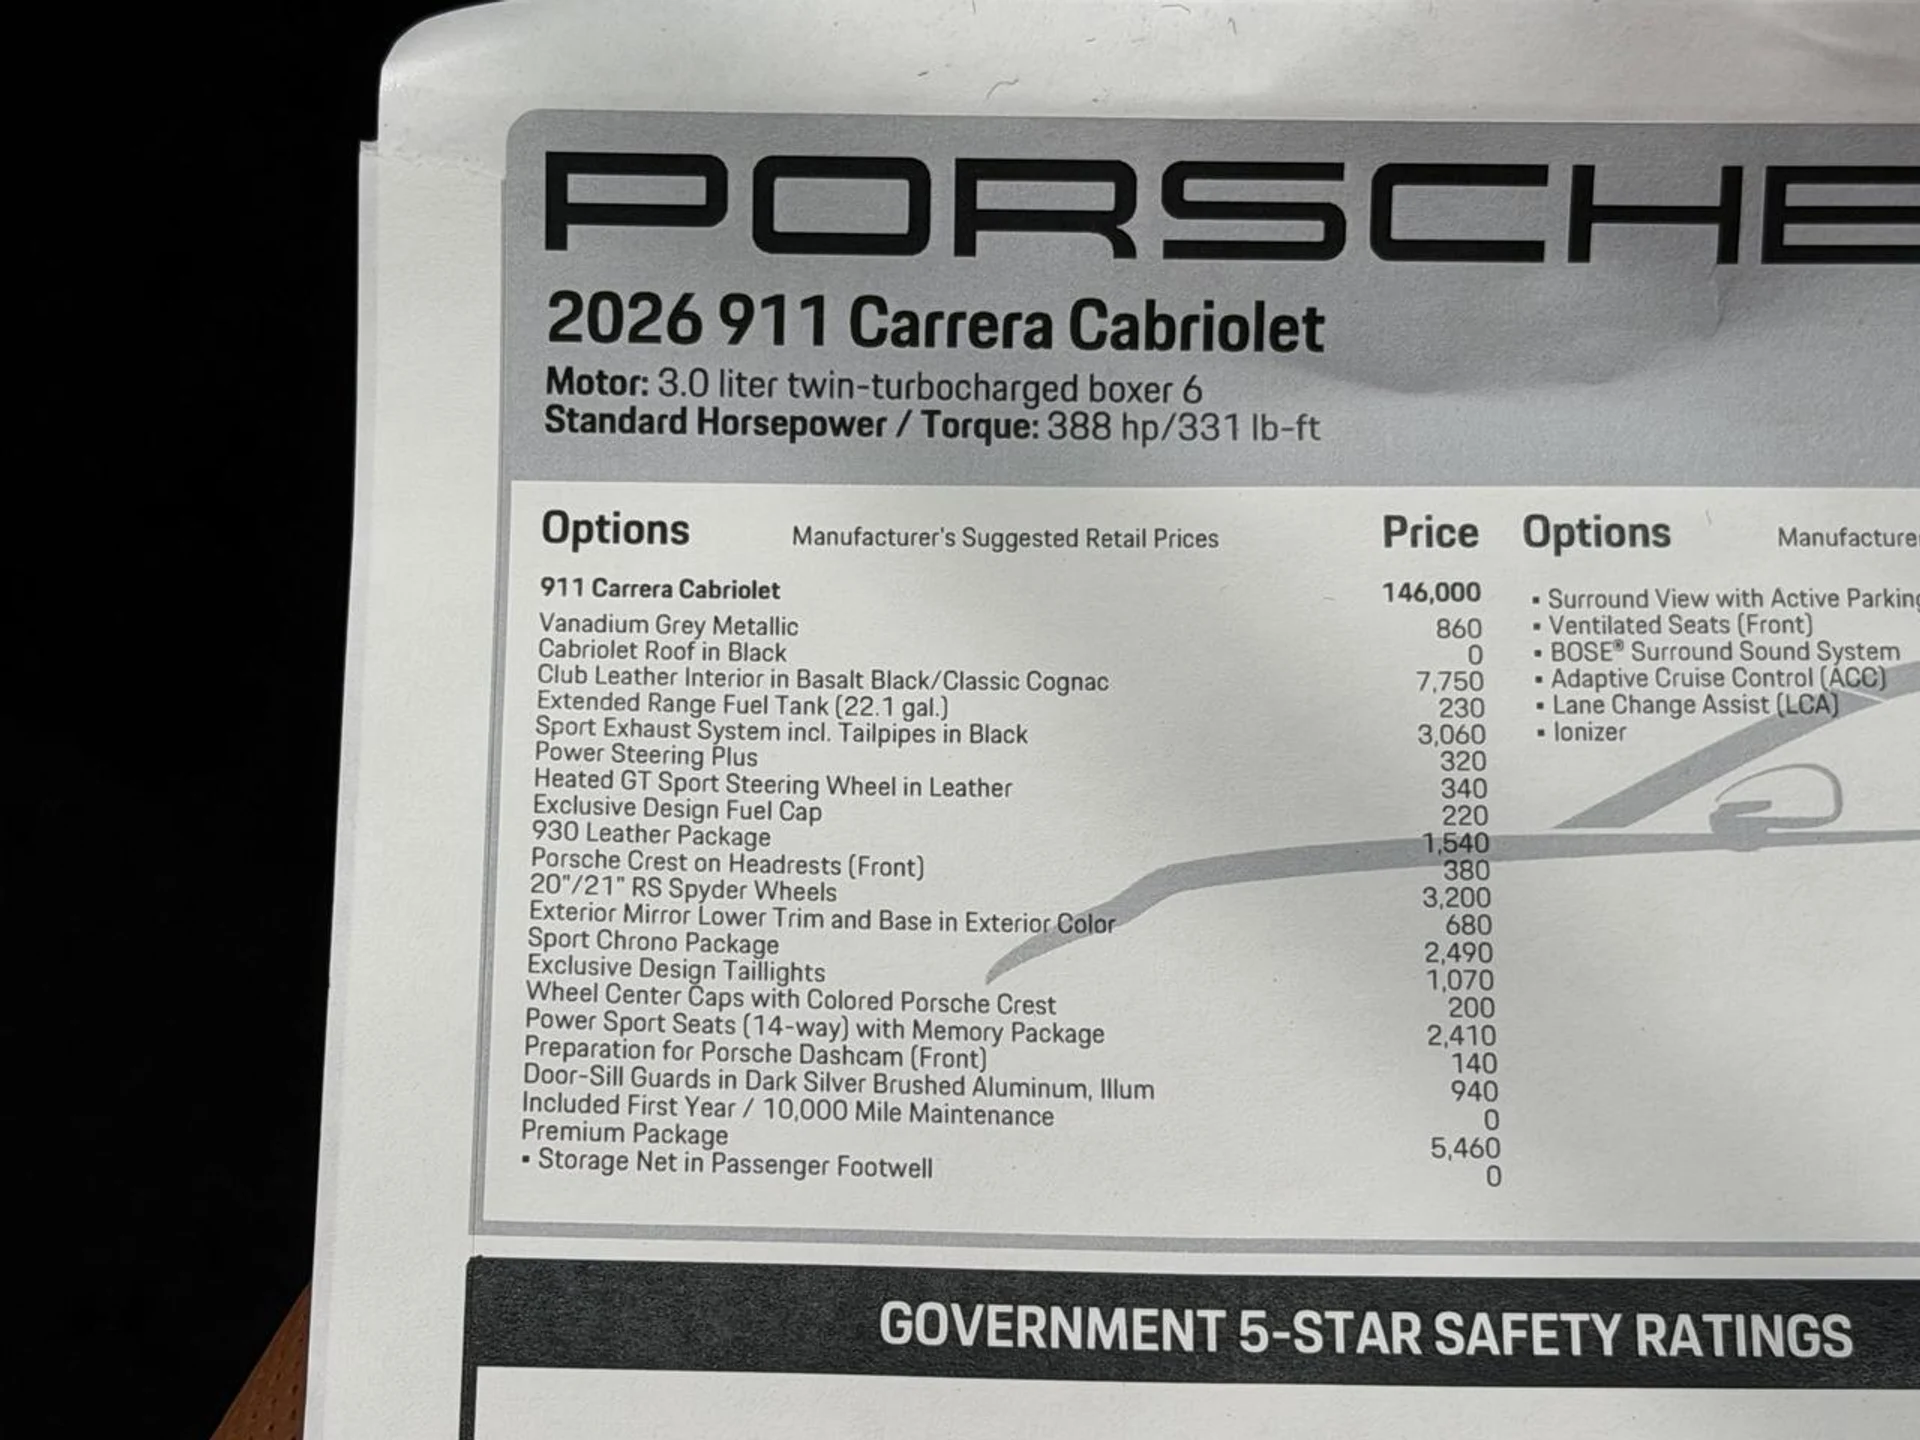 PORSCHE
2026 911 Carrera Cabriolet
Motor: 3.0 liter twin-turbocharged boxer 6
Standard Horsepower / Torque: 388 hp/331 lb-ft
Options Manufacturer's Suggested Retail Prices Price
911 Carrera Cabriolet 146,000
Vanadium Grey Metallic 860
Cabriolet Roof in Black 0
Club Leather Interior in Basalt Black/Classic Cognac 7,750
Extended Range Fuel Tank (22.1 gal.) 230
Sport Exhaust System incl. Tailpipes in Black 3,060
Power Steering Plus 320
Heated GT Sport Steering Wheel in Leather 340
Exclusive Design Fuel Cap 220
930 Leather Package 1,540
Porsche Crest on Headrests (Front) 380
20"/21" RS Spyder Wheels 3,200
Exterior Mirror Lower Trim and Base in Exterior Color 680
Sport Chrono Package 2,490
Exclusive Design Taillights 1,070
Wheel Center Caps with Colored Porsche Crest 200
Power Sport Seats (14-way) with Memory Package 2,410
Preparation for Porsche Dashcam (Front) 140
Door-Sill Guards in Dark Silver Brushed Aluminum, Illum 940
Included First Year / 10,000 Mile Maintenance 0
Premium Package 5,460
▪ Storage Net in Passenger Footwell 0
Options Manufacturer
▪ Surround View with Active Parking
▪ Ventilated Seats (Front)
▪ BOSE® Surround Sound System
▪ Adaptive Cruise Control (ACC)
▪ Lane Change Assist (LCA)
▪ Ionizer
GOVERNMENT 5-STAR SAFETY RATINGS